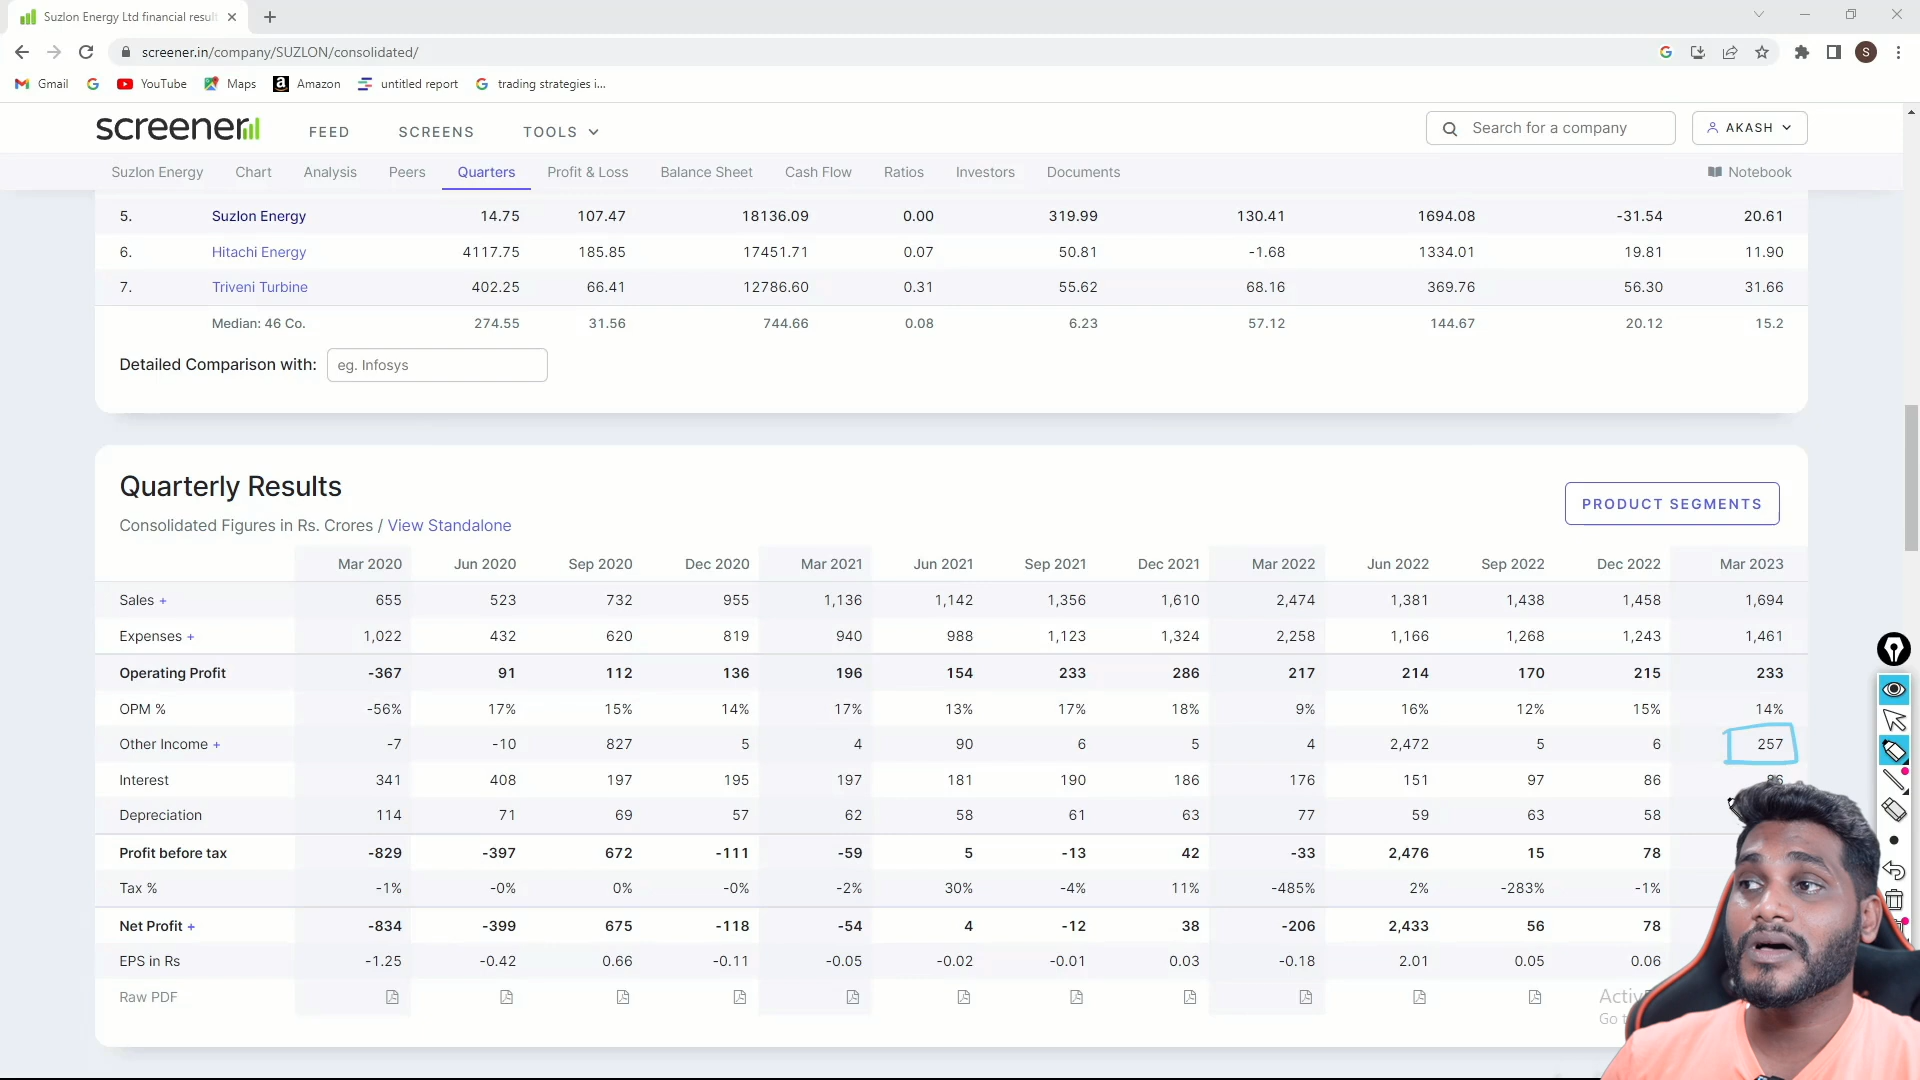 Suzlon Energy Ltd financial resul
screener.in/company/SUZLON/consolidated/
S
Gmail YouTube Maps Amazon untitled report trading strategies i...
screener FEED SCREENS TOOLS Search for a company AKASH
Suzlon Energy Chart Analysis Peers Quarters Profit & Loss Balance Sheet Cash Flow Ratios Investors Documents Notebook
5. Suzlon Energy 14.75 107.47 18136.09 0.00 319.99 130.41 1694.08 -31.54 20.61
6. Hitachi Energy 4117.75 185.85 17451.71 0.07 50.81 -1.68 1334.01 19.81 11.90
7. Triveni Turbine 402.25 66.41 12786.60 0.31 55.62 68.16 369.76 56.30 31.66
Median: 46 Co. 274.55 31.56 744.66 0.08 6.23 57.12 144.67 20.12 15.2
Detailed Comparison with: eg. Infosys
Quarterly Results
PRODUCT SEGMENTS
Consolidated Figures in Rs. Crores / View Standalone
Mar 2020 Jun 2020 Sep 2020 Dec 2020 Mar 2021 Jun 2021 Sep 2021 Dec 2021 Mar 2022 Jun 2022 Sep 2022 Dec 2022 Mar 2023
Sales + 655 523 732 955 1,136 1,142 1,356 1,610 2,474 1,381 1,438 1,458 1,694
Expenses + 1,022 432 620 819 940 988 1,123 1,324 2,258 1,166 1,268 1,243 1,461
Operating Profit -367 91 112 136 196 154 233 286 217 214 170 215 233
OPM % -56% 17% 15% 14% 17% 13% 17% 18% 9% 16% 12% 15% 14%
Other Income + -7 -10 827 5 4 90 6 5 4 2,472 5 6 257
Interest 341 408 197 195 197 181 190 186 176 151 97 86
Depreciation 114 71 69 57 62 58 61 63 77 59 63 58
Profit before tax -829 -397 672 -111 -59 5 -13 42 -33 2,476 15 78
Tax % -1% -0% 0% -0% -2% 30% -4% 11% -485% 2% -283% -1%
Net Profit + -834 -399 675 -118 -54 4 -12 38 -206 2,433 56 78
EPS in Rs -1.25 -0.42 0.66 -0.11 -0.05 -0.02 -0.01 0.03 -0.18 2.01 0.05 0.06
Raw PDF